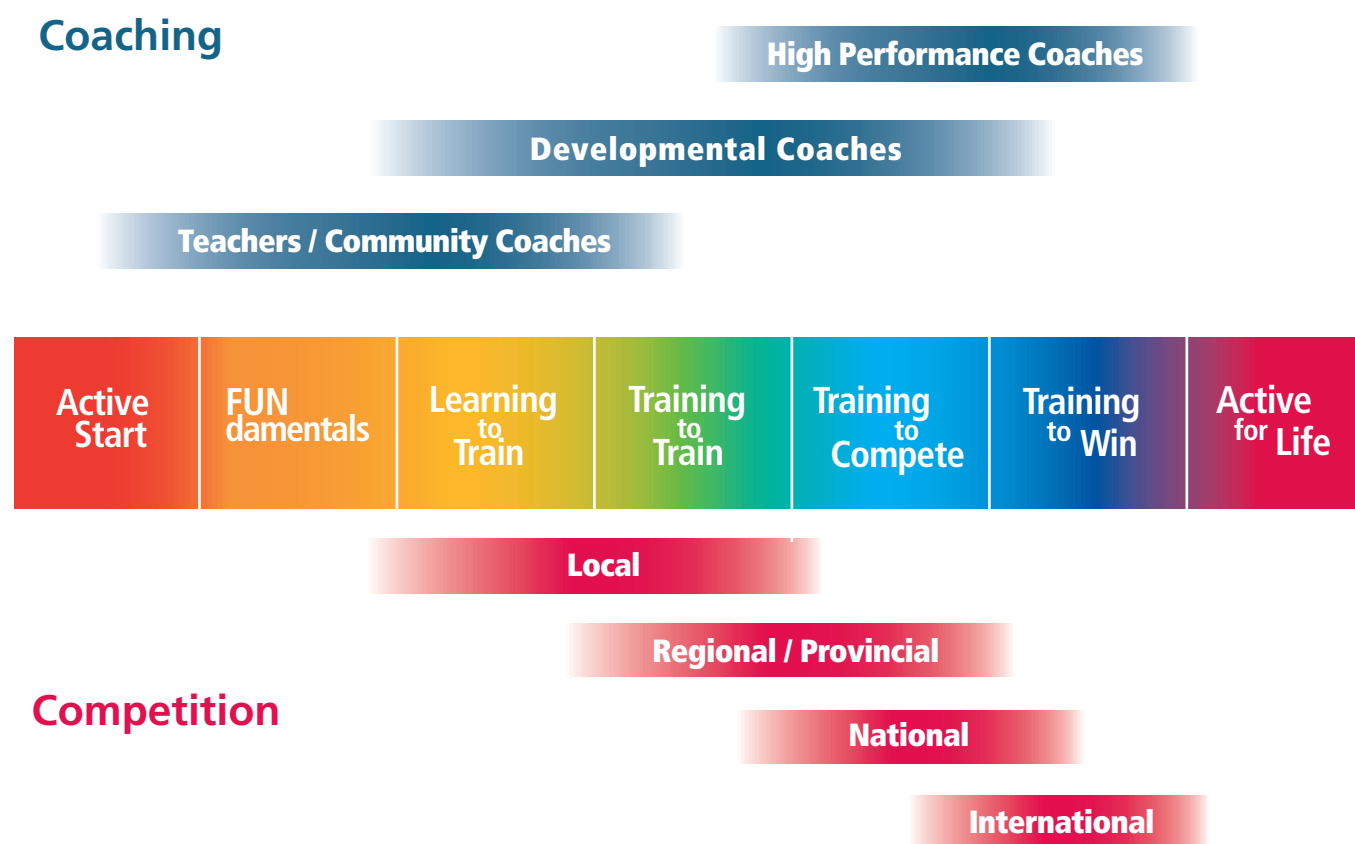 Coaching
High Performance Coaches
Developmental Coaches
Teachers / Community Coaches
Active
Start
FUN
damentals
Learning
to
Train
Training
to
Train
Training
to
Compete
Training
to Win
Active
for Life
Local
Regional / Provincial
Competition
National
International